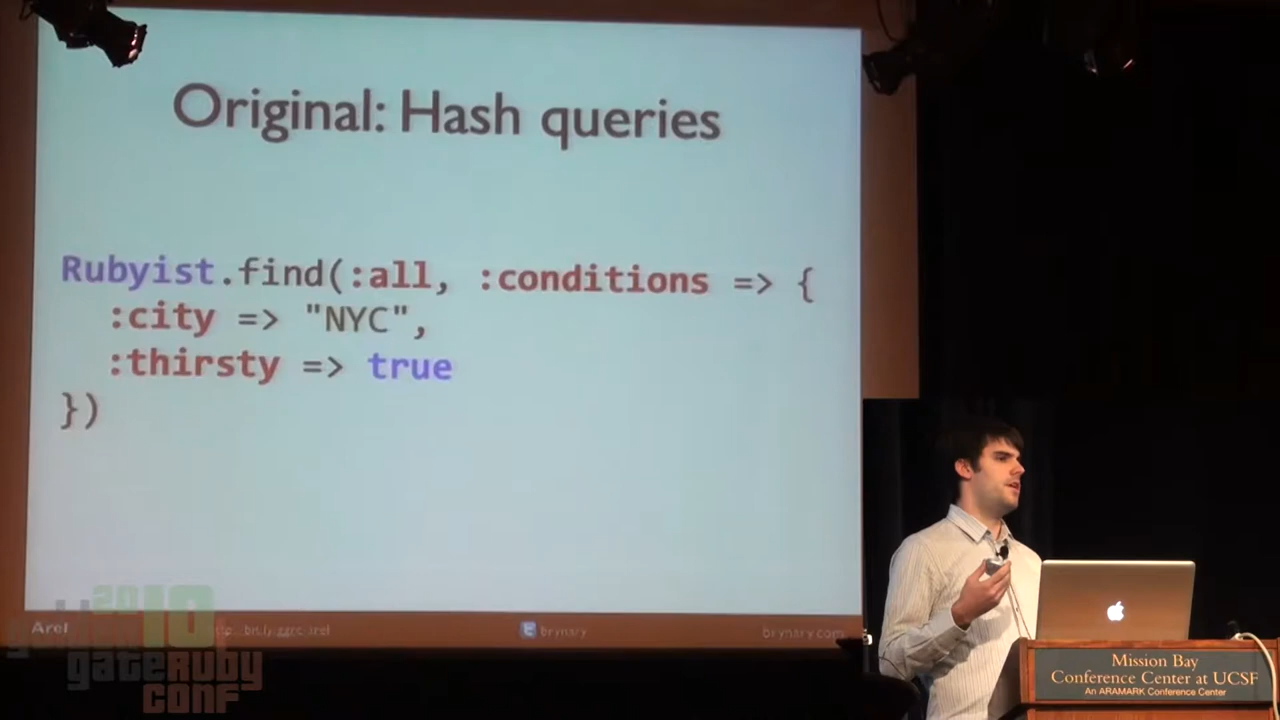 Original: Hash queries
Rubyist.find(:all, :conditions => {
  :city => "NYC",
  :thirsty => true
})
Arel
brynary
brynary.com
2010
golden
gateRuby
CONF
Mission Bay
Conference Center at UCSF
An ARAMARK Conference Center